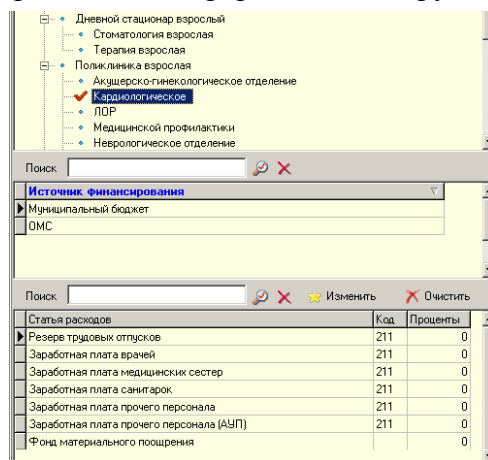 Дневной стационар взрослый
Стоматология взрослая
Терапия взрослая
Поликлиника взрослая
Акушерско-гинекологическое отделение
Кардиологическое
ЛОР
Медицинской профилактики
Неврологическое отделение
Поиск
Источник финансирования
Муниципальный бюджет
ОМС
Поиск Изменить Очистить
Статья расходов Код Проценты
Резерв трудовых отпусков 211 0
Заработная плата врачей 211 0
Заработная плата медицинских сестер 211 0
Заработная плата санитарок 211 0
Заработная плата прочего персонала 211 0
Заработная плата прочего персонала (АУП) 211 0
Фонд материального поощрения 0